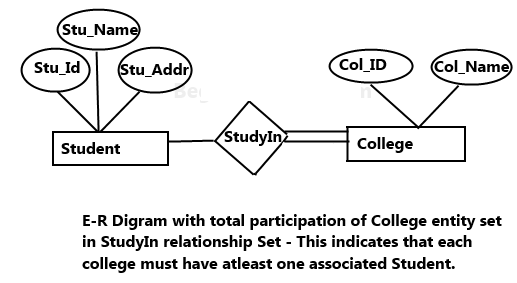 Stu_Name
Stu_Id
Stu_Addr
Col_ID
Col_Name
Student
StudyIn
College
E-R Digram with total participation of College entity set
in StudyIn relationship Set - This indicates that each
college must have atleast one associated Student.